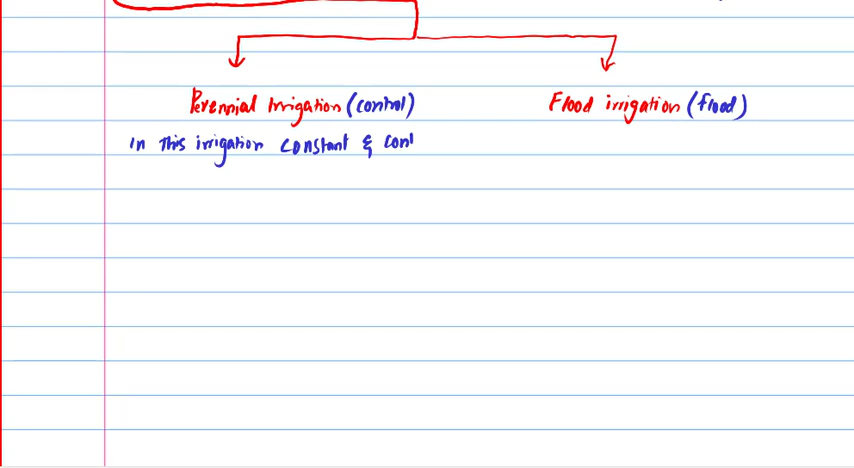 Perennial Irrigation (control)
Flood irrigation (flood)
In this irrigation constant & cont